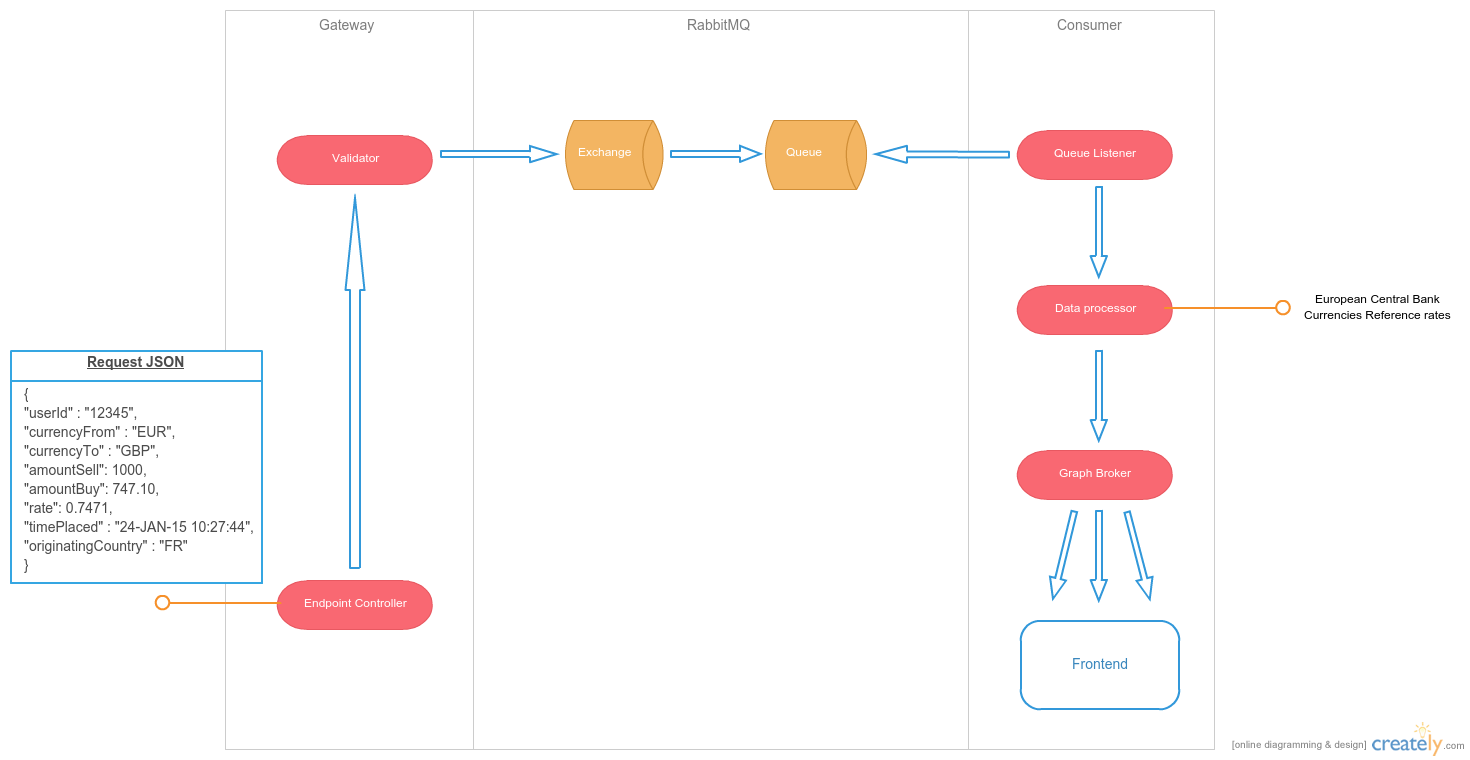 Gateway
RabbitMQ
Consumer
Validator
Exchange
Queue
Queue Listener
Data processor
European Central Bank
Currencies Reference rates
Request JSON
{
"userId" : "12345",
"currencyFrom" : "EUR",
"currencyTo" : "GBP",
"amountSell": 1000,
"amountBuy": 747.10,
"rate": 0.7471,
"timePlaced" : "24-JAN-15 10:27:44",
"originatingCountry" : "FR"
}
Graph Broker
Endpoint Controller
Frontend
[online diagramming & design] creately.com